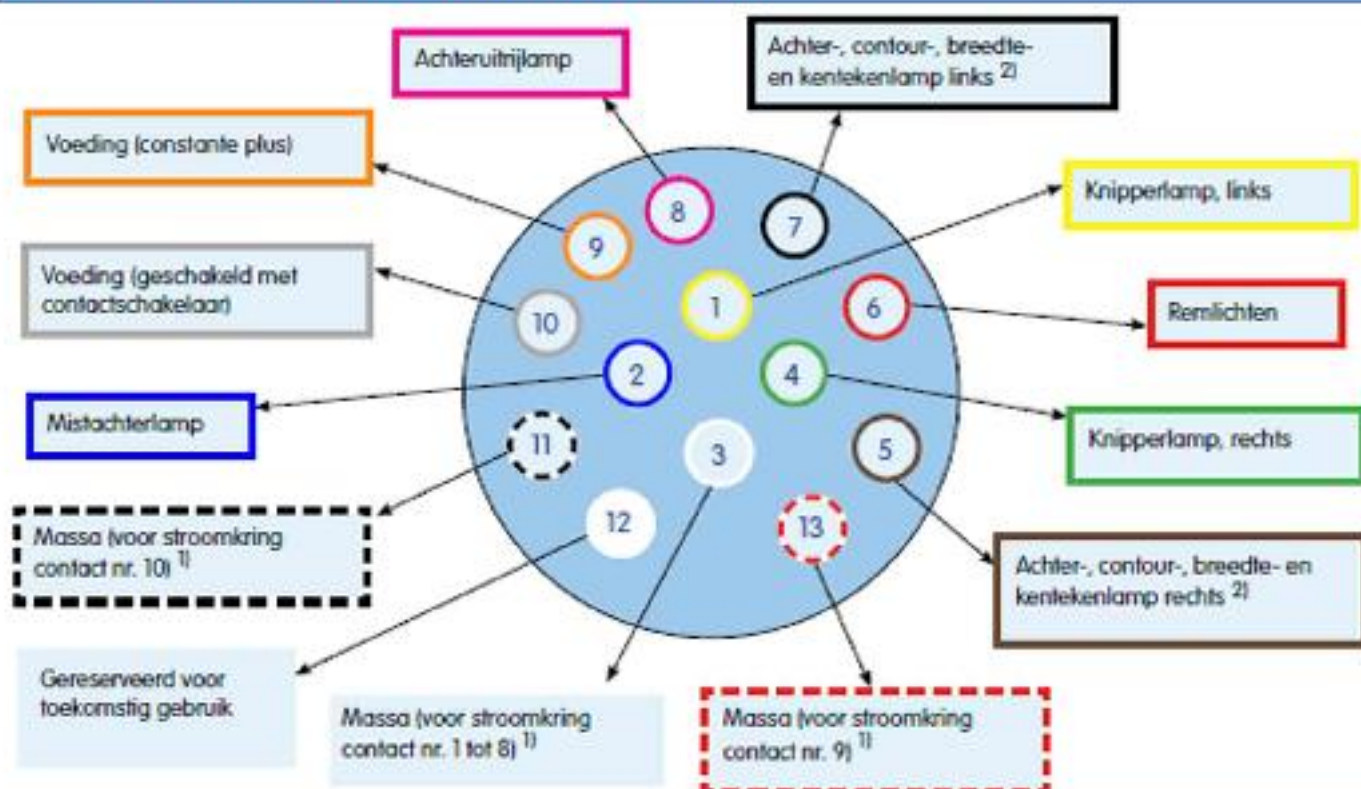 Achteruitrijlamp
Achter-, contour-, breedte-
en kentekenlamp links 2)
Voeding (constante plus)
Knipperlamp, links
8
7
9
Voeding (geschakeld met
contactschakelaar)
10
1
6
Remlichten
2
4
Mistachterlamp
Knipperlamp, rechts
11
3
5
Massa (voor stroomkring
contact nr. 10) 1)
12
13
Achter-, contour-, breedte- en
kentekenlamp rechts 2)
Gereserveerd voor
toekomstig gebruik
Massa (voor stroomkring
contact nr. 1 tot 8) 1)
Massa (voor stroomkring
contact nr. 9) 1)